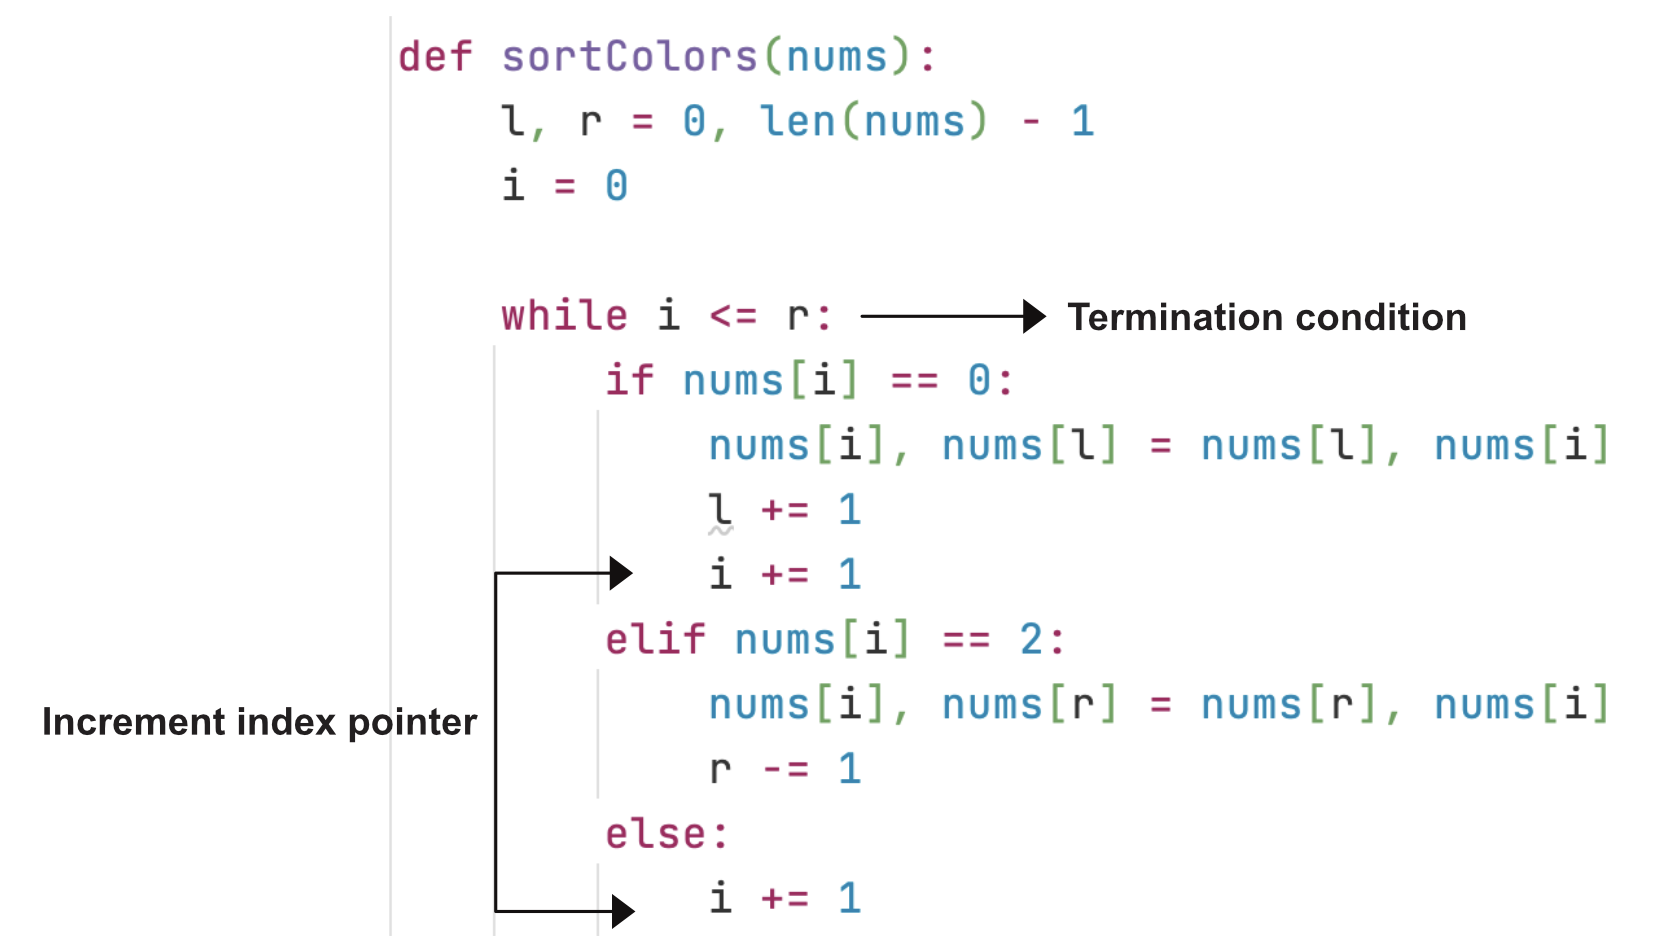 def sortColors(nums):
    l, r = 0, len(nums) - 1
    i = 0
    while i <= r:
Termination condition
        if nums[i] == 0:
            nums[i], nums[l] = nums[l], nums[i]
            l += 1
            i += 1
        elif nums[i] == 2:
            nums[i], nums[r] = nums[r], nums[i]
Increment index pointer
            r -= 1
        else:
            i += 1